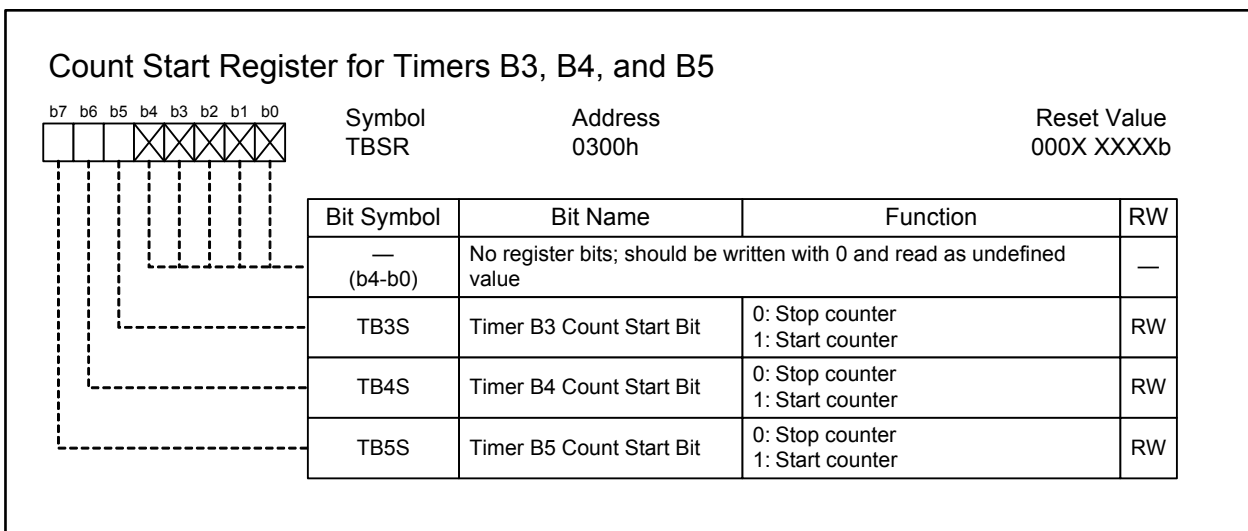 Count Start Register for Timers B3, B4, and B5
b7 b6 b5 b4 b3 b2 b1 b0
Symbol Address Reset Value
TBSR 0300h 000X XXXXb
Bit Symbol Bit Name Function RW
—
(b4-b0)
No register bits; should be written with 0 and read as undefined
value
—
TB3S Timer B3 Count Start Bit 0: Stop counter
1: Start counter RW
TB4S Timer B4 Count Start Bit 0: Stop counter
1: Start counter RW
TB5S Timer B5 Count Start Bit 0: Stop counter
1: Start counter RW